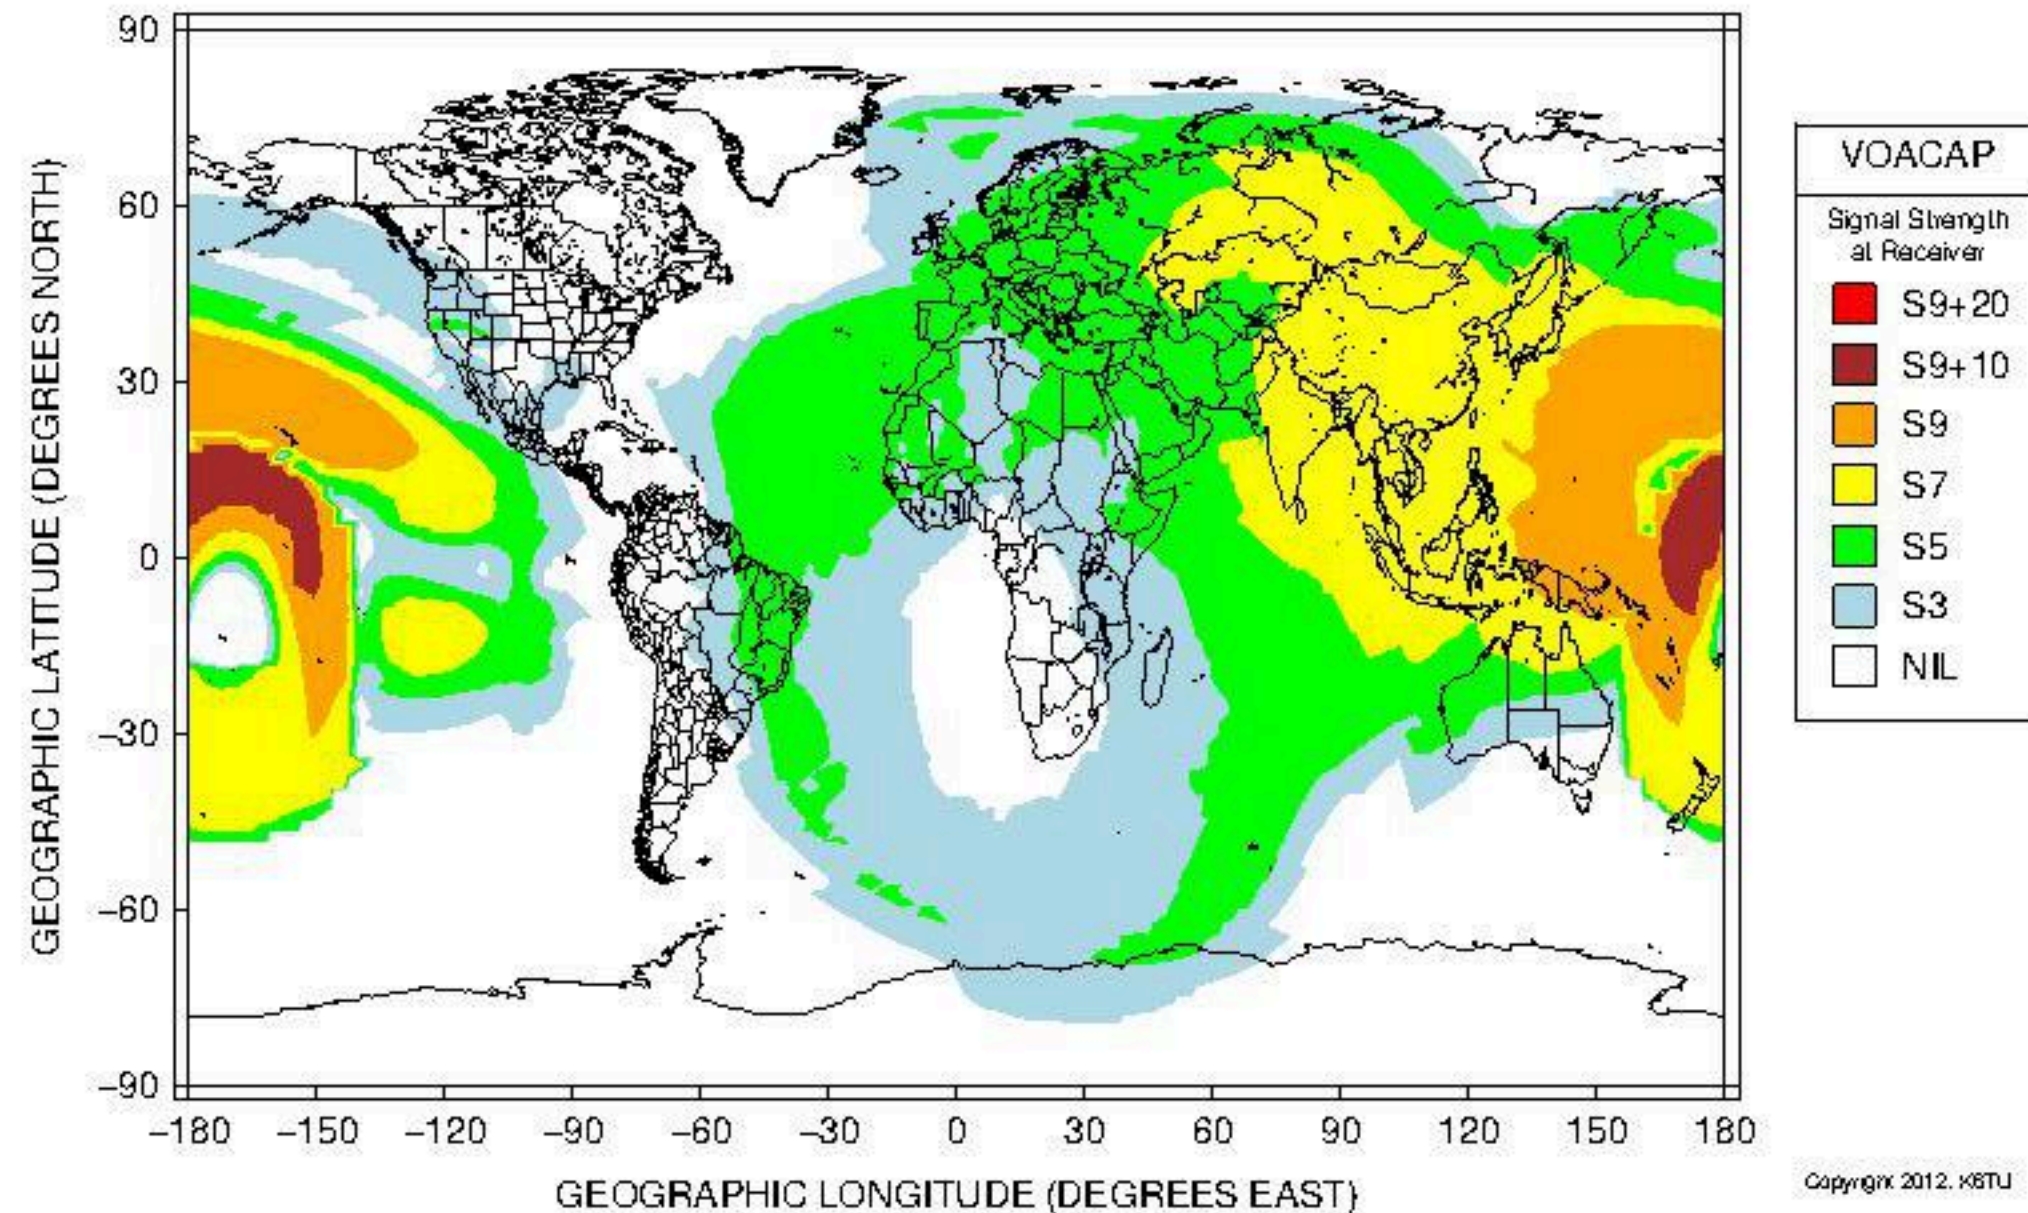 90
60
30
0
−30
−60
−90
GEOGRAPHIC LATITUDE (DEGREES NORTH)
−180 −150 −120 −90 −60 −30 0 30 60 90 120 150 180
GEOGRAPHIC LONGITUDE (DEGREES EAST)
VOACAP
Signal Strength
at Receiver
S9+20
S9+10
S9
S7
S5
S3
NIL
Copyright 2012, K6TU